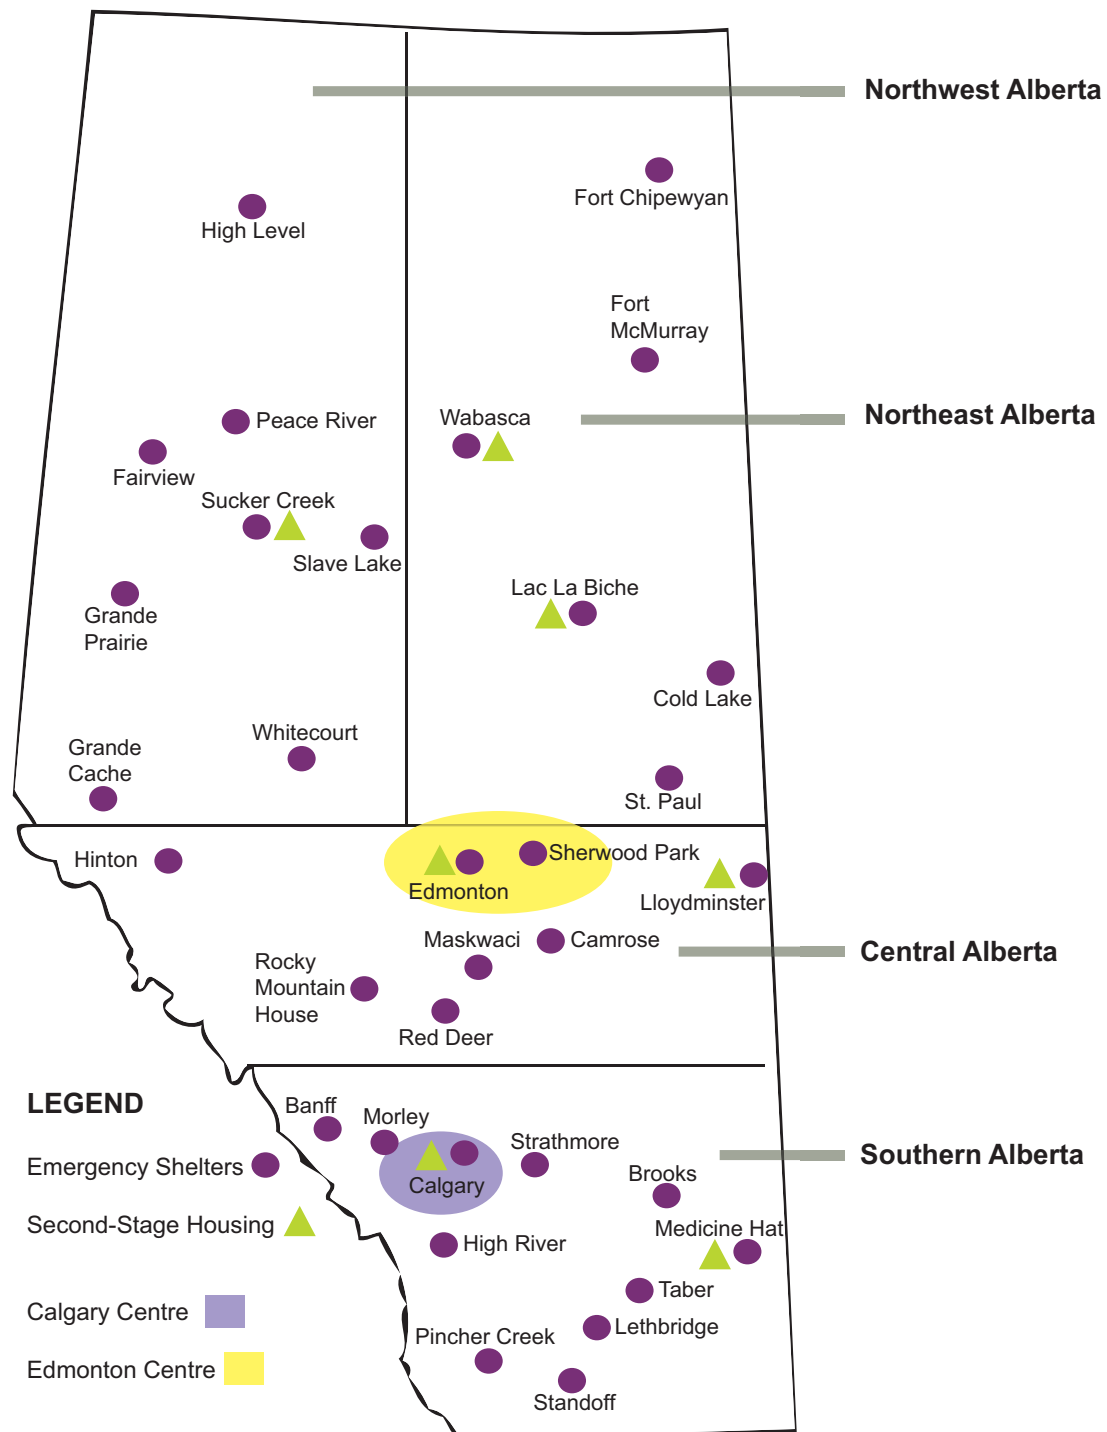 Northwest Alberta
Fort Chipewyan
High Level
Fort
McMurray
Peace River
Wabasca
Northeast Alberta
Fairview
Sucker Creek
Slave Lake
Lac La Biche
Grande
Prairie
Cold Lake
Whitecourt
Grande
Cache
St. Paul
Hinton
Sherwood Park
Edmonton
Lloydminster
Maskwaci
Camrose
Central Alberta
Rocky
Mountain
House
Red Deer
LEGEND
Emergency Shelters
Second-Stage Housing
Calgary Centre
Edmonton Centre
Banff
Morley
Strathmore
Calgary
Southern Alberta
Brooks
Medicine Hat
High River
Taber
Lethbridge
Pincher Creek
Standoff